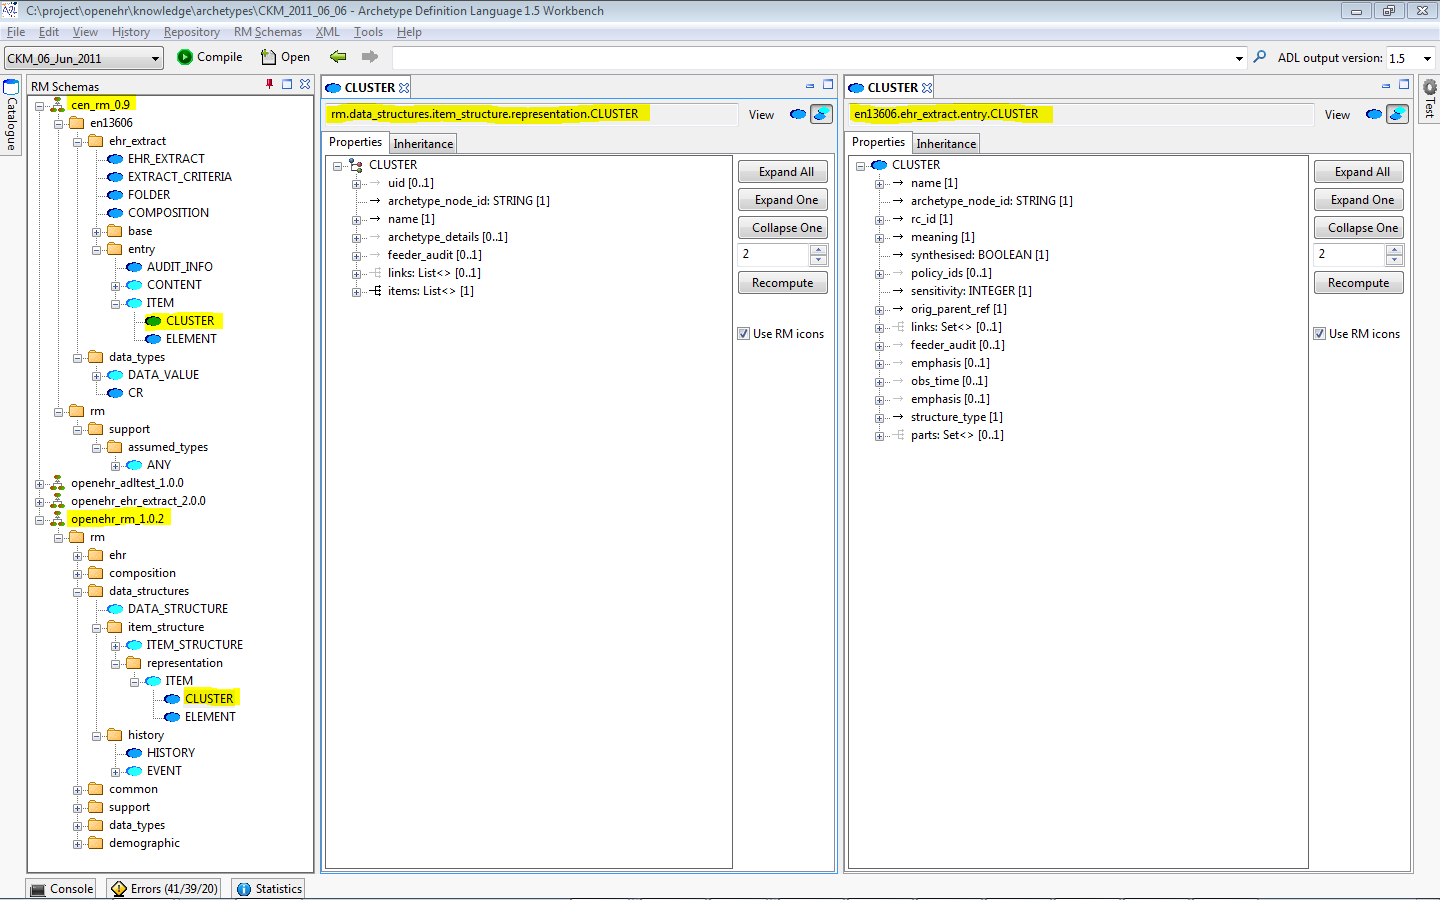 C:\project\openehr\knowledge\archetypes\CKM_2011_06_06 - Archetype Definition Language 1.5 Workbench
File Edit View History Repository RM Schemas XML Tools Help
CKM_06_Jun_2011 Compile Open ADL output version: 1.5
Catalogue
RM Schemas
cen_rm_0.9
en13606
ehr_extract
EHR_EXTRACT
EXTRACT_CRITERIA
FOLDER
COMPOSITION
base
entry
AUDIT_INFO
CONTENT
ITEM
CLUSTER
ELEMENT
data_types
DATA_VALUE
CR
rm
support
assumed_types
ANY
openehr_adltest_1.0.0
openehr_ehr_extract_2.0.0
openehr_rm_1.0.2
rm
ehr
composition
data_structures
DATA_STRUCTURE
item_structure
ITEM_STRUCTURE
representation
ITEM
CLUSTER
ELEMENT
history
HISTORY
EVENT
common
support
data_types
demographic
CLUSTER
rm.data_structures.item_structure.representation.CLUSTER View
Properties Inheritance
CLUSTER
uid [0..1]
archetype_node_id: STRING [1]
name [1]
archetype_details [0..1]
feeder_audit [0..1]
links: List<> [0..1]
items: List<> [1]
Expand All
Expand One
Collapse One
2
Recompute
Use RM icons
CLUSTER
en13606.ehr_extract.entry.CLUSTER View
Properties Inheritance
CLUSTER
name [1]
archetype_node_id: STRING [1]
rc_id [1]
meaning [1]
synthesised: BOOLEAN [1]
policy_ids [0..1]
sensitivity: INTEGER [1]
orig_parent_ref [1]
links: Set<> [0..1]
feeder_audit [0..1]
emphasis [0..1]
obs_time [0..1]
emphasis [0..1]
structure_type [1]
parts: Set<> [0..1]
Expand All
Expand One
Collapse One
2
Recompute
Use RM icons
Test
Console Errors (41/39/20) Statistics